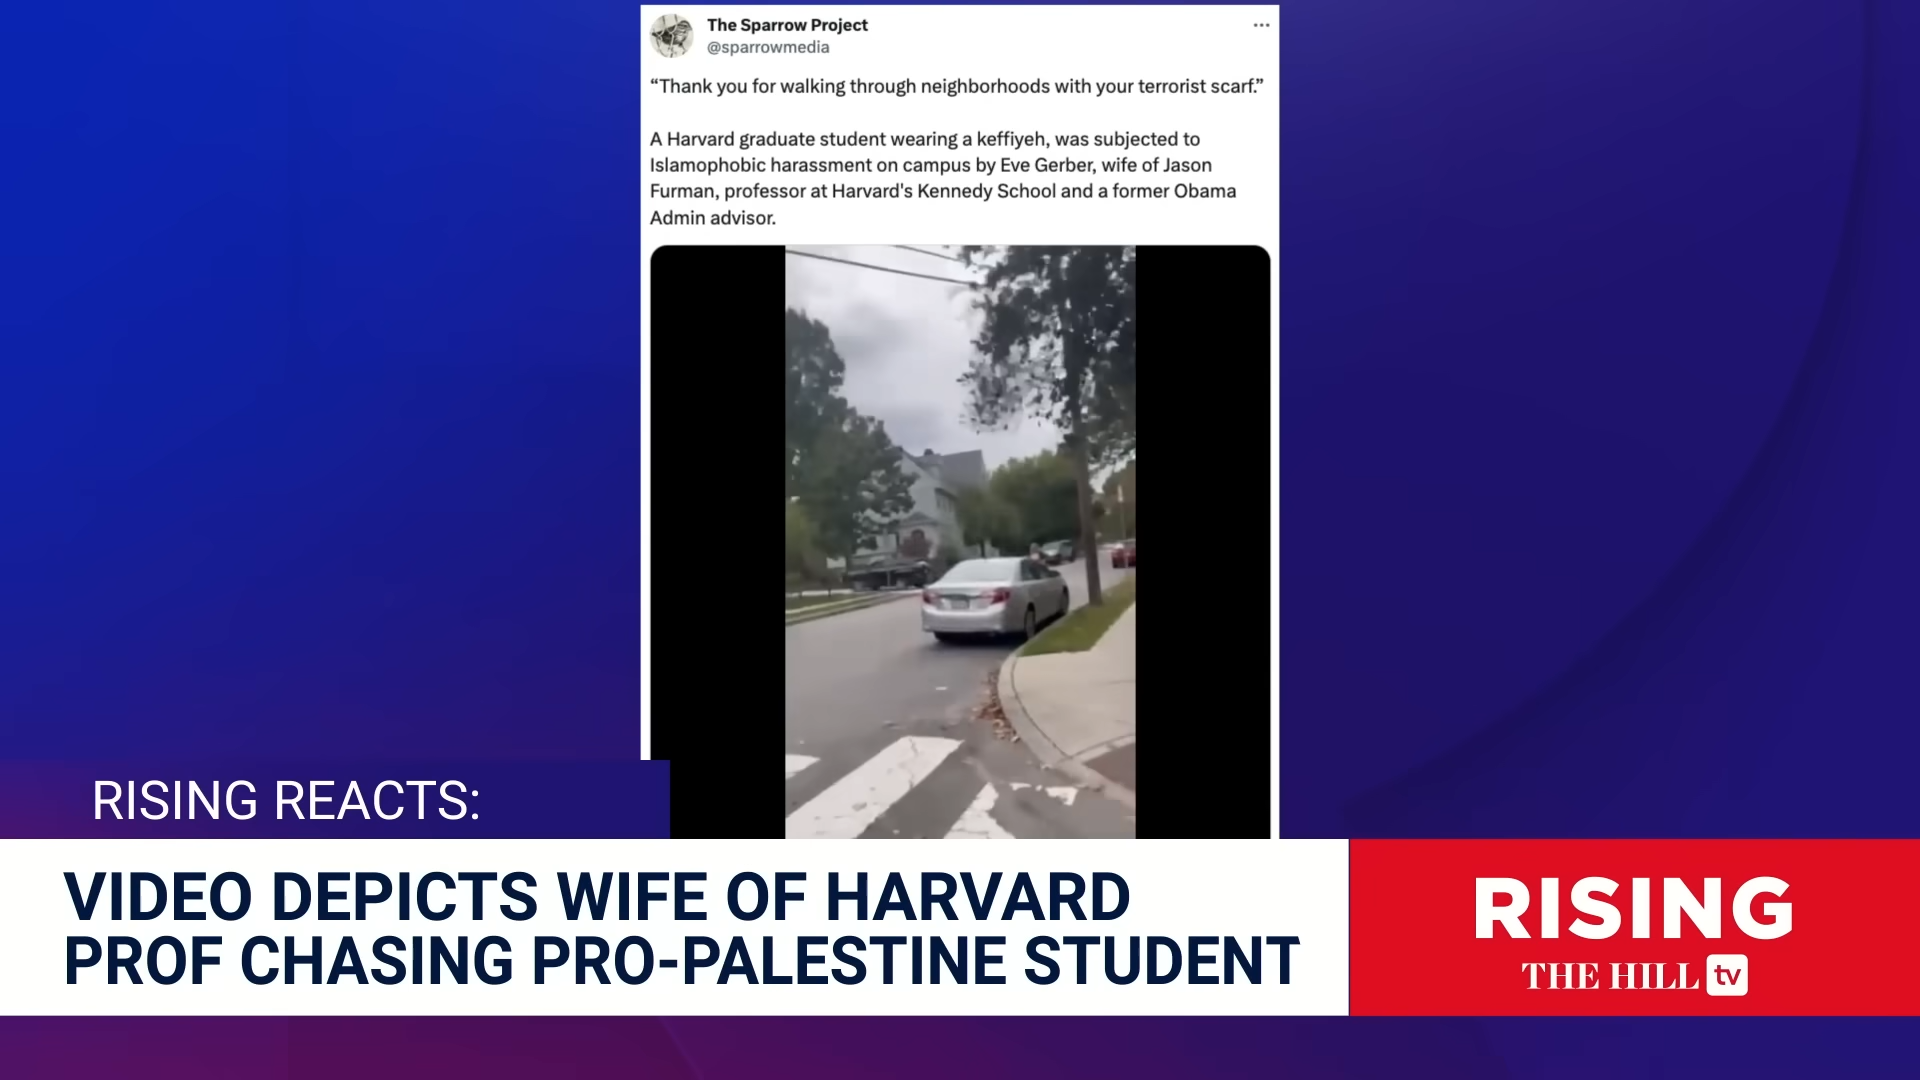 The Sparrow Project
@sparrowmedia
“Thank you for walking through neighborhoods with your terrorist scarf.”
A Harvard graduate student wearing a keffiyeh, was subjected to
Islamophobic harassment on campus by Eve Gerber, wife of Jason
Furman, professor at Harvard's Kennedy School and a former Obama
Admin advisor.
RISING REACTS:
VIDEO DEPICTS WIFE OF HARVARD
PROF CHASING PRO-PALESTINE STUDENT
RISING
THE HILL tv